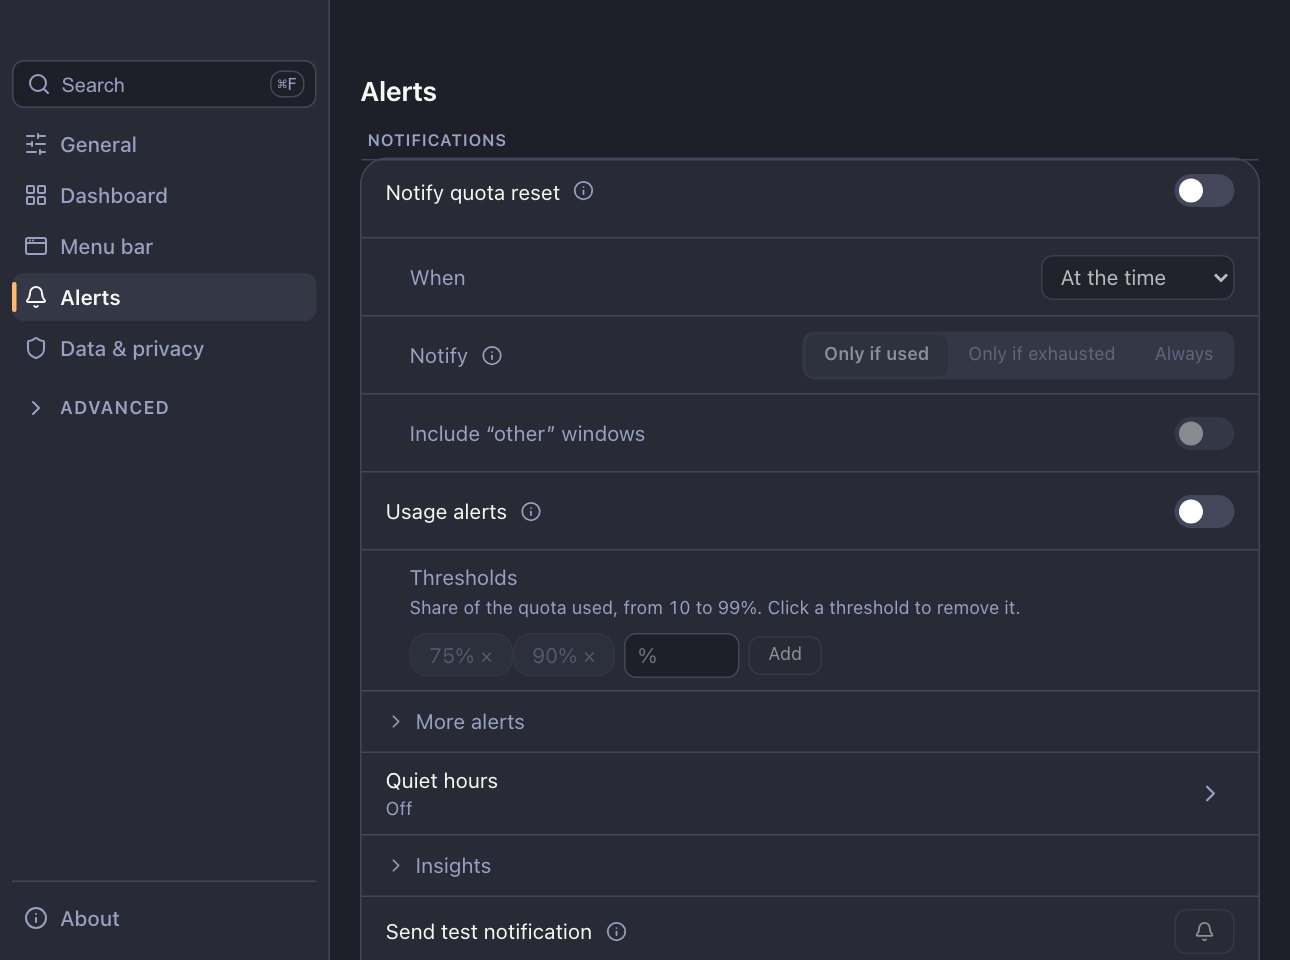 Search
⌘F
General
Dashboard
Menu bar
Alerts
Data & privacy
ADVANCED
About
Alerts
NOTIFICATIONS
Notify quota reset
When
At the time
Notify
Only if used
Only if exhausted
Always
Include “other” windows
Usage alerts
Thresholds
Share of the quota used, from 10 to 99%. Click a threshold to remove it.
75% ×
90% ×
%
Add
More alerts
Quiet hours
Off
Insights
Send test notification